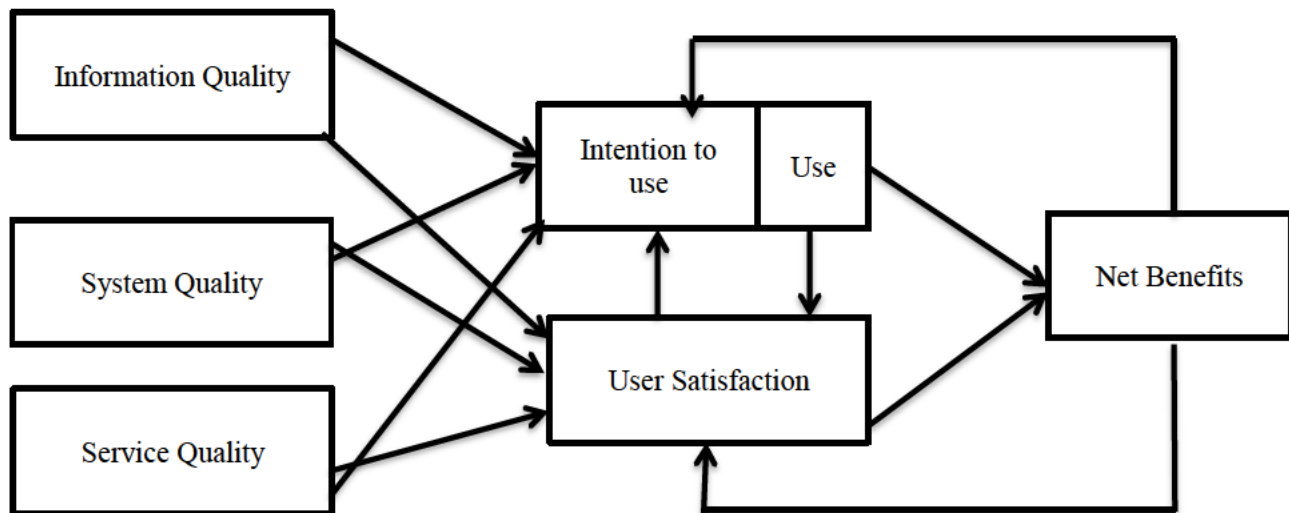 Information Quality
Intention to
use
Use
System Quality
Net Benefits
User Satisfaction
Service Quality